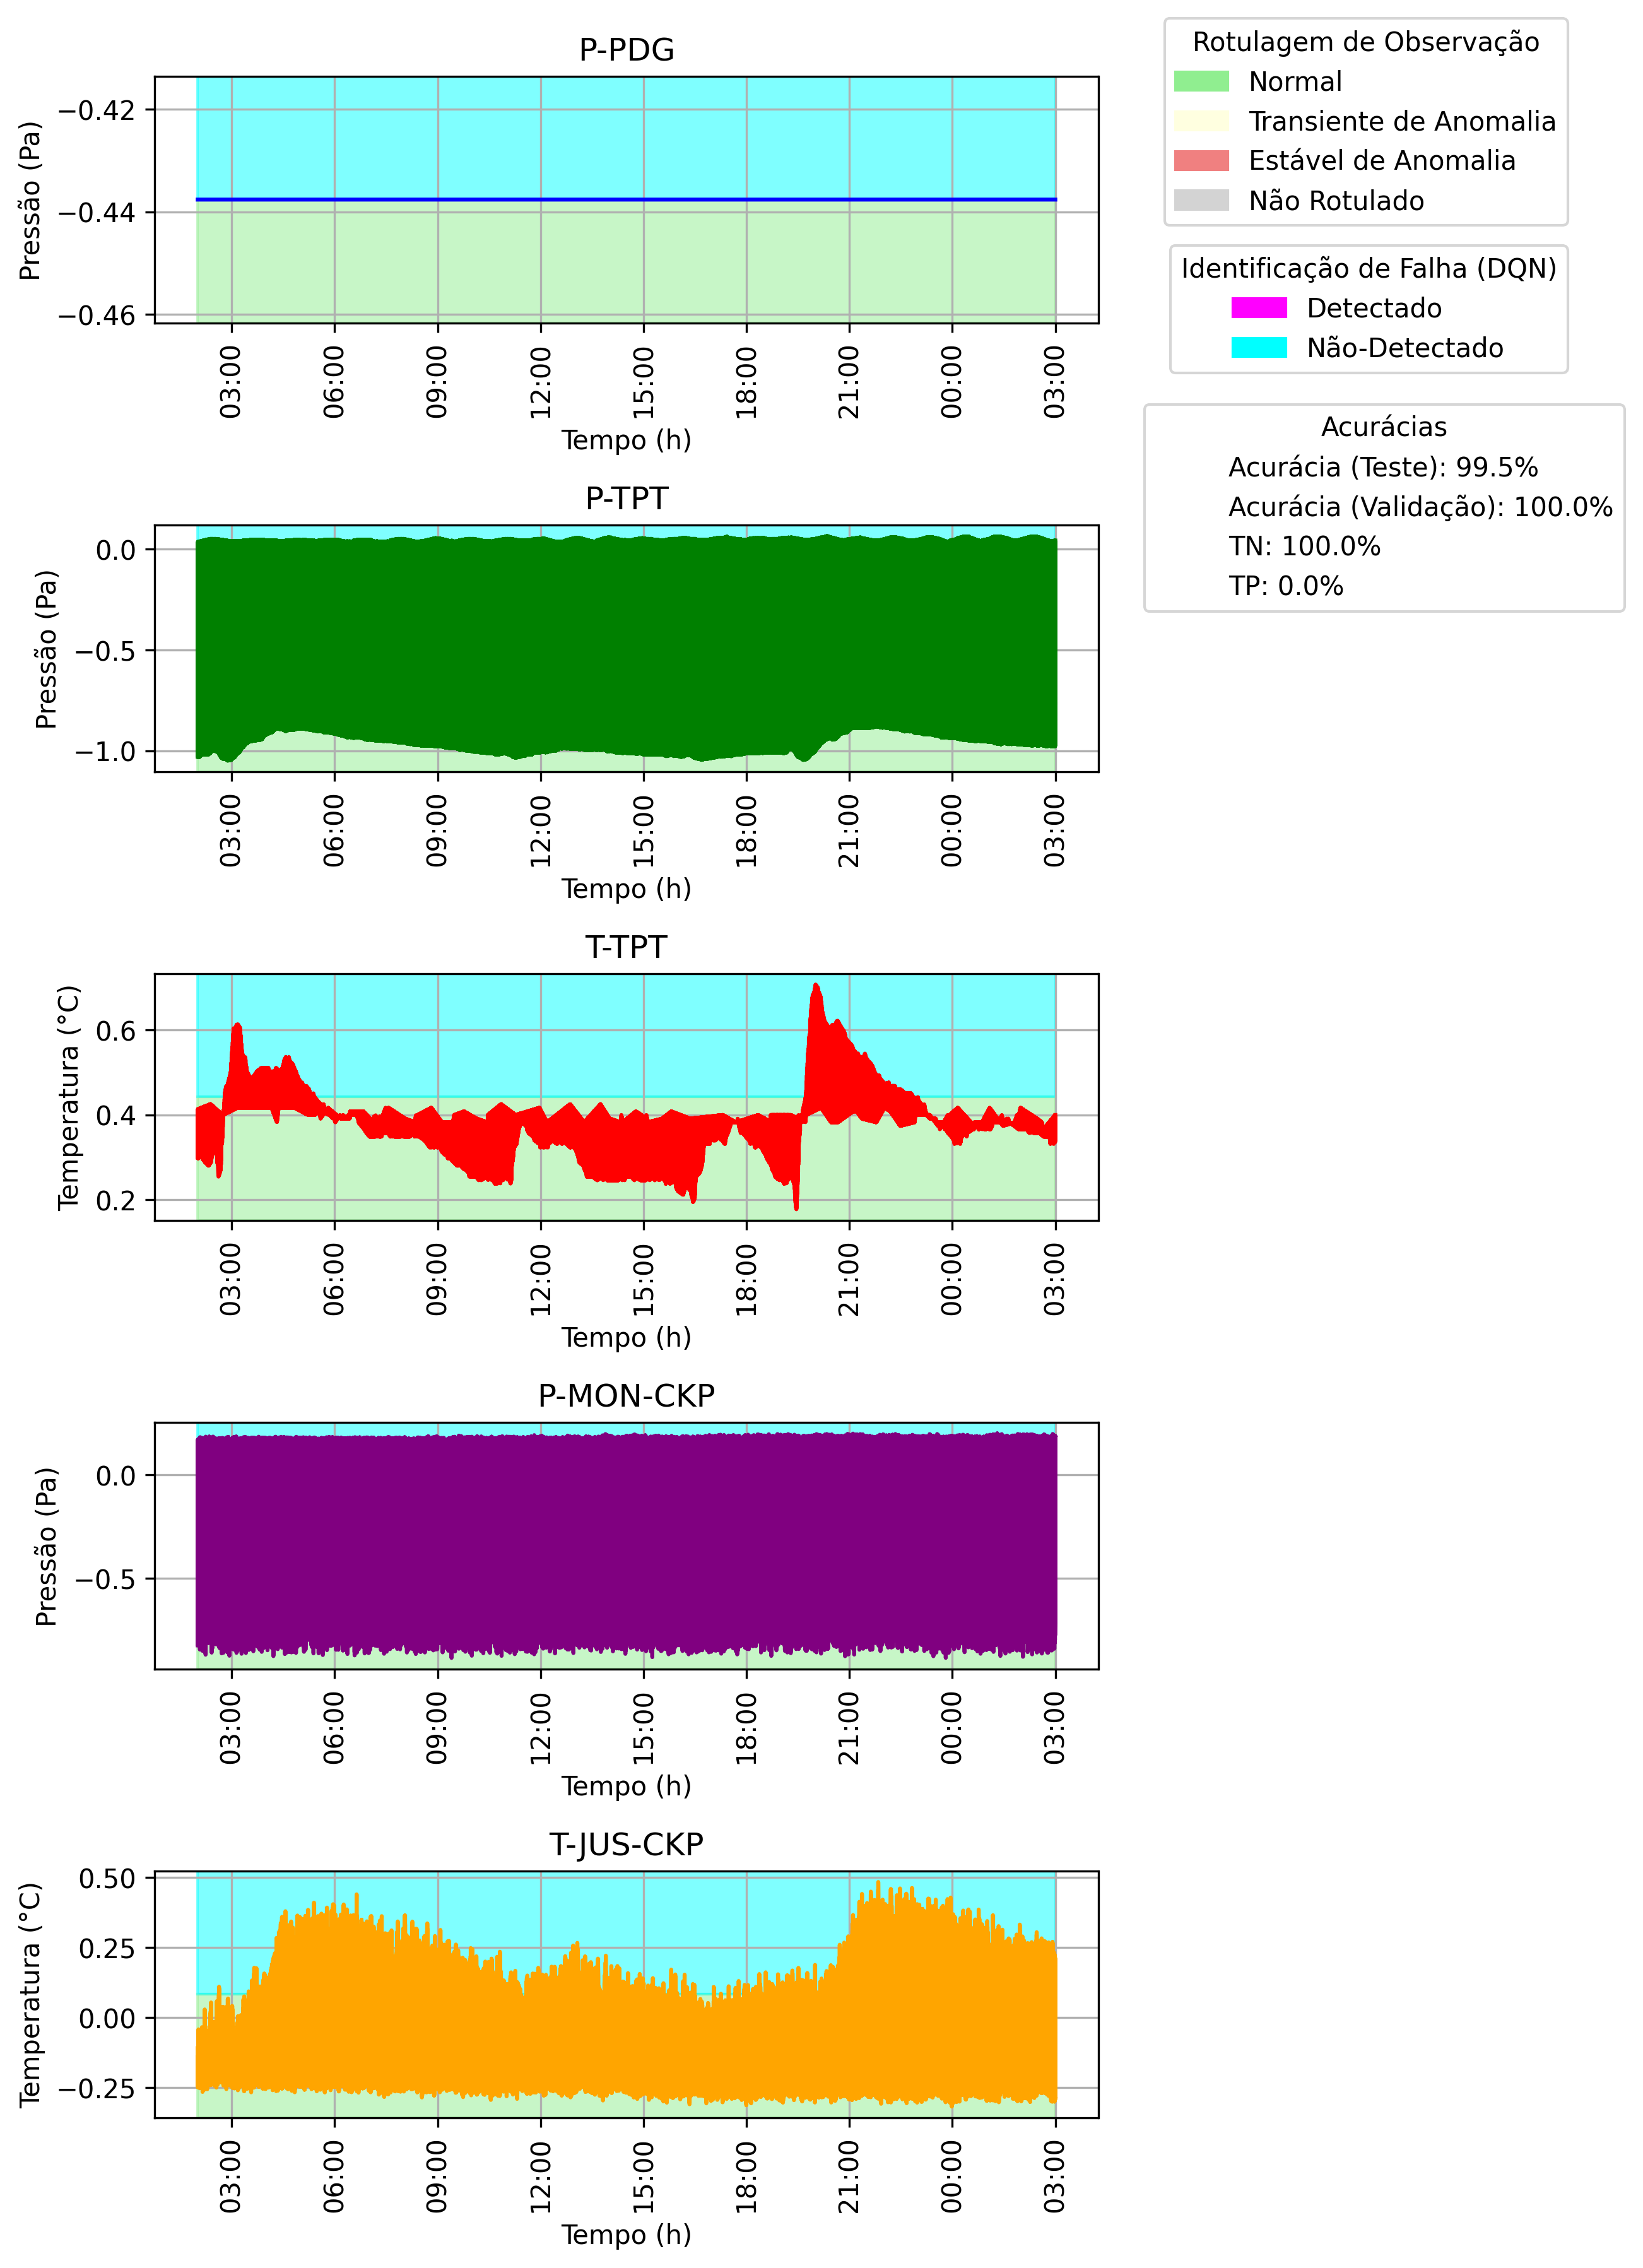 P-PDG
Pressão (Pa)
−0.42
−0.44
−0.46
03:00 06:00 09:00 12:00 15:00 18:00 21:00 00:00 03:00
Tempo (h)
Rotulagem de Observação
Normal
Transiente de Anomalia
Estável de Anomalia
Não Rotulado
Identificação de Falha (DQN)
Detectado
Não-Detectado
Acurácias
Acurácia (Teste): 99.5%
Acurácia (Validação): 100.0%
TN: 100.0%
TP: 0.0%
P-TPT
Pressão (Pa)
0.0
−0.5
−1.0
03:00 06:00 09:00 12:00 15:00 18:00 21:00 00:00 03:00
Tempo (h)
T-TPT
Temperatura (°C)
0.6
0.4
0.2
03:00 06:00 09:00 12:00 15:00 18:00 21:00 00:00 03:00
Tempo (h)
P-MON-CKP
Pressão (Pa)
0.0
−0.5
03:00 06:00 09:00 12:00 15:00 18:00 21:00 00:00 03:00
Tempo (h)
T-JUS-CKP
Temperatura (°C)
0.50
0.25
0.00
−0.25
03:00 06:00 09:00 12:00 15:00 18:00 21:00 00:00 03:00
Tempo (h)